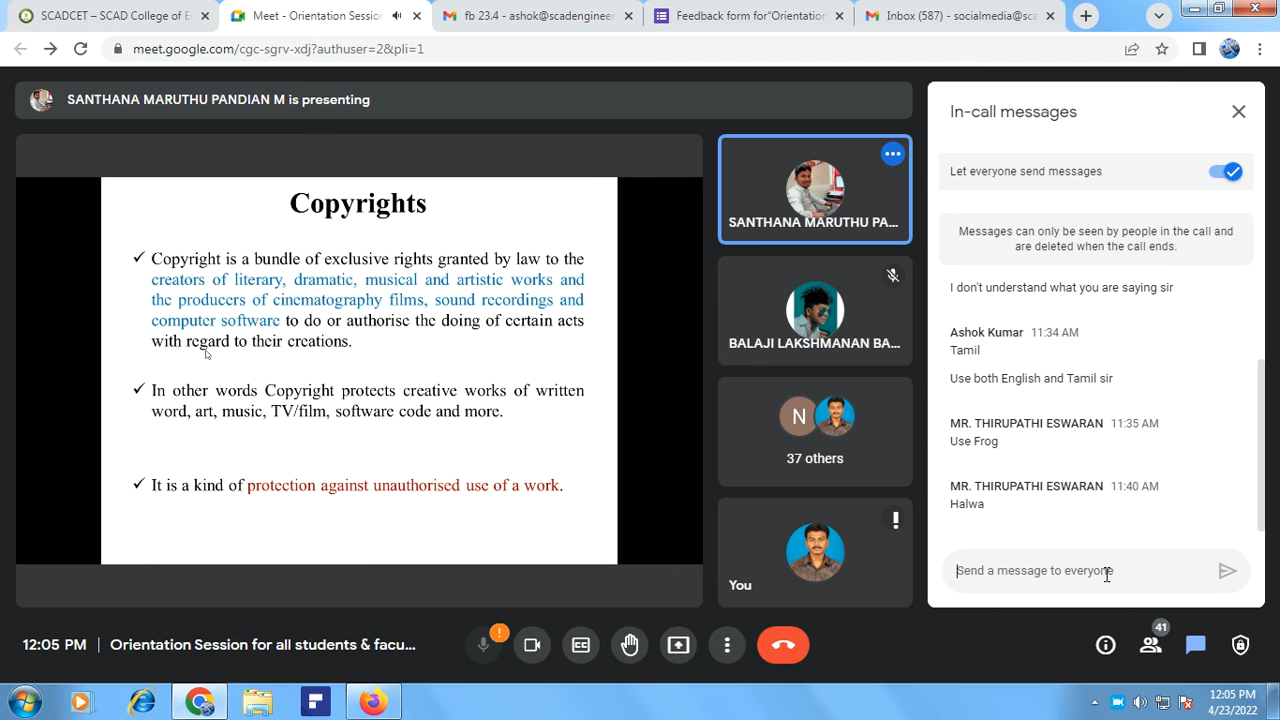 SCADCET – SCAD College of E
Meet - Orientation Sessio
fb 23.4 - ashok@scadengineer
Feedback form for"Orientation
Inbox (597) - socialmedia@sca
meet.google.com/cgc-sgrv-xdj?authuser=2&pli=1
SANTHANA MARUTHU PANDIAN M is presenting
Copyrights
✓ Copyright is a bundle of exclusive rights granted by law to the
creators of literary, dramatic, musical and artistic works and
the producers of cinematography films, sound recordings and
computer software to do or authorise the doing of certain acts
with regard to their creations.
✓ In other words Copyright protects creative works of written
word, art, music, TV/film, software code and more.
✓ It is a kind of protection against unauthorised use of a work.
SANTHANA MARUTHU PA...
BALAJI LAKSHMANAN BA...
N
37 others
You
In-call messages
Let everyone send messages
Messages can only be seen by people in the call and
are deleted when the call ends.
I don't understand what you are saying sir
Ashok Kumar 11:34 AM
Tamil
Use both English and Tamil sir
MR. THIRUPATHI ESWARAN 11:35 AM
Use Frog
MR. THIRUPATHI ESWARAN 11:40 AM
Halwa
Send a message to everyone
12:05 PM | Orientation Session for all students & facu...
41
12:05 PM
4/23/2022